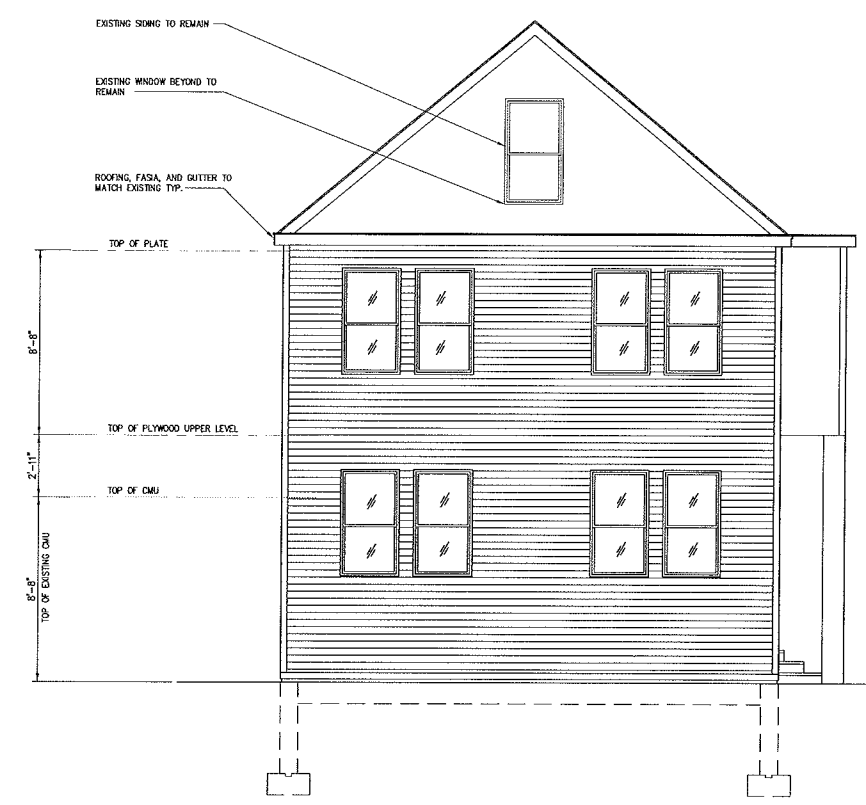 EXISTING SIDING TO REMAIN
EXISTING WINDOW BEYOND TO
REMAIN
ROOFING, FASIA, AND GUTTER TO
MATCH EXISTING TYP.
TOP OF PLATE
8'-8"
TOP OF PLYWOOD UPPER LEVEL
2'-11"
TOP OF CMU
8'-8"
TOP OF EXISTING CMU